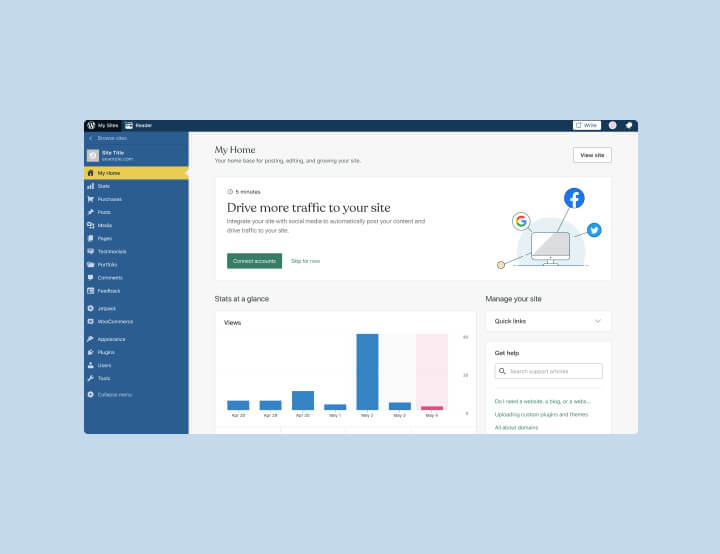 My Sites
Reader
Write
Browse sites
Site Title
example.com
My Home
Stats
Purchases
Posts
Media
Pages
Testimonials
Portfolio
Comments
Feedback
Jetpack
WooCommerce
Appearance
Plugins
Users
Tools
Collapse menu
My Home
Your home base for posting, editing, and growing your site.
View site
5 minutes
Drive more traffic to your site
Integrate your site with social media to automatically post your content and
drive traffic to your site.
Connect accounts
Skip for now
Stats at a glance
Views
Apr 28
Apr 29
Apr 30
May 1
May 2
May 3
May 4
0
Manage your site
Quick links
Get help
Search support articles
Do I need a website, a blog, or a webs...
Uploading custom plugins and themes
All about domains